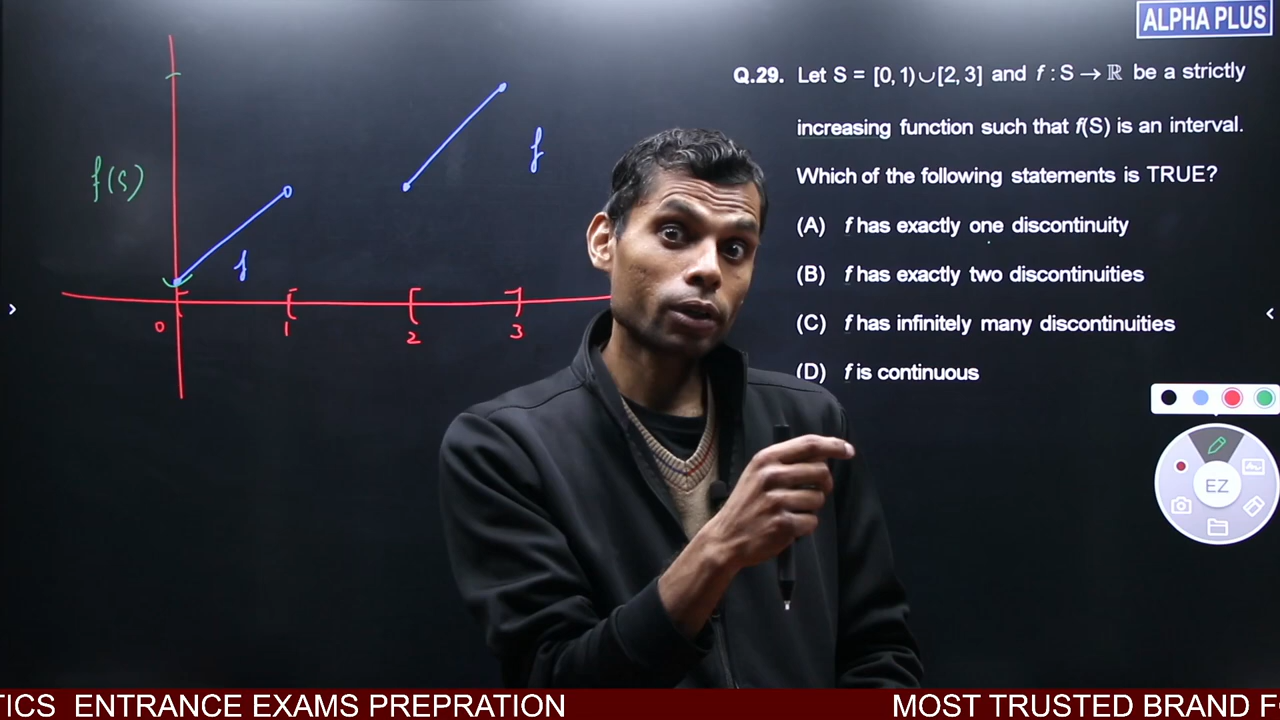 ALPHA PLUS
Q.29. Let S = [0, 1) ∪ [2, 3] and f : S → ℝ be a strictly
increasing function such that f(S) is an interval.
Which of the following statements is TRUE?
(A) f has exactly one discontinuity
(B) f has exactly two discontinuities
(C) f has infinitely many discontinuities
(D) f is continuous
f(S)
f
f
0 1 2 3
EZ
TICS ENTRANCE EXAMS PREPRATION MOST TRUSTED BRAND F